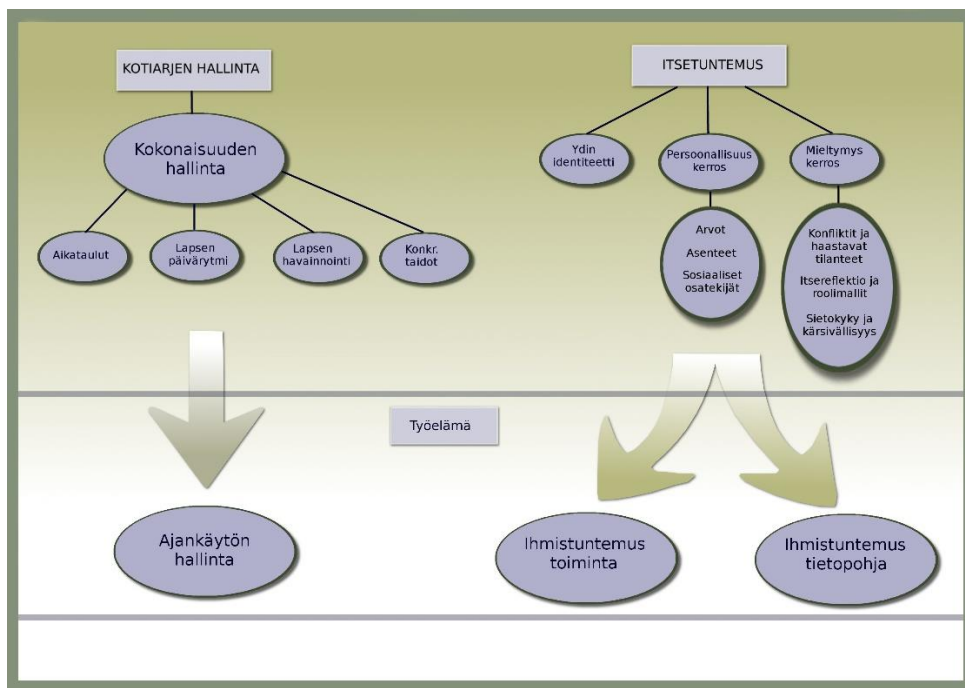 KOTIARJEN HALLINTA
Kokonaisuuden
hallinta
Aikataulut
Lapsen
päivärytmi
Lapsen
havainnointi
Konkr.
taidot
ITSETUNTEMUS
Ydin
identiteetti
Persoonallisuus
kerros
Mieltymys
kerros
Arvot
Asenteet
Sosiaaliset
osatekijät
Konfliktit ja
haastavat
tilanteet
Itsereflektio ja
roolimallit
Sietokyky ja
kärsivällisyys
Työelämä
Ajankäytön
hallinta
Ihmistuntemus
toiminta
Ihmistuntemus
tietopohja